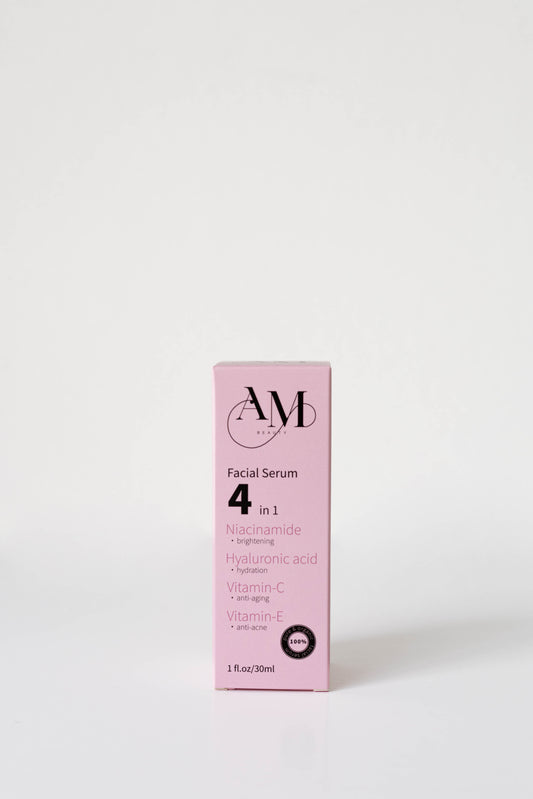 AM
BEAUTY
Facial Serum
4 in 1
Niacinamide
• brightening
Hyaluronic acid
• hydration
Vitamin-C
• anti-aging
Vitamin-E
• anti-acne
100%
1 fl.oz/30ml